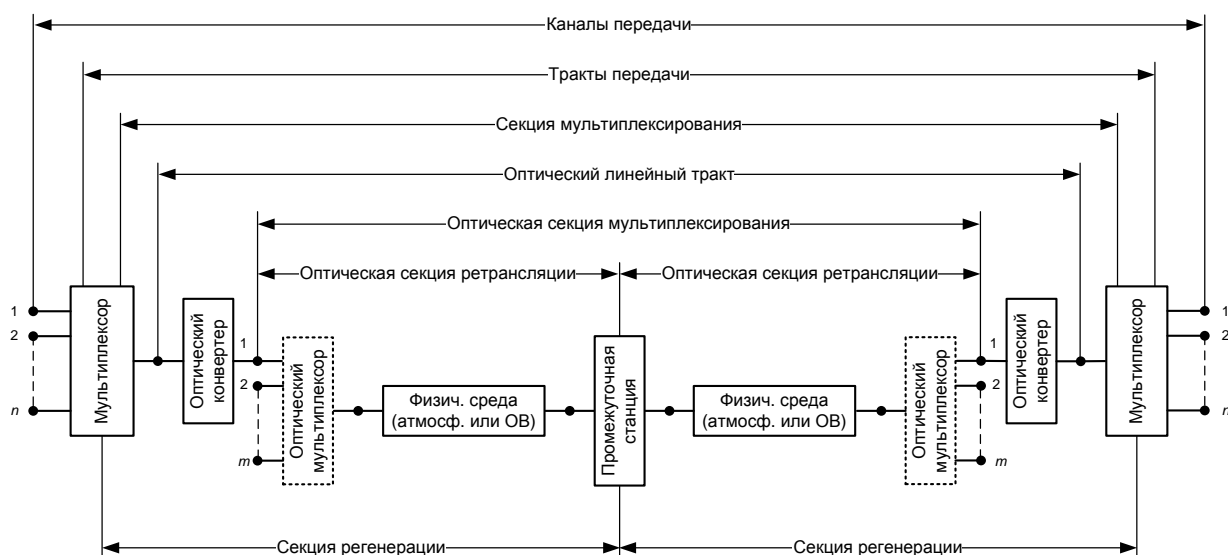 Каналы передачи
Тракты передачи
Секция мультиплексирования
Оптический линейный тракт
Оптическая секция мультиплексирования
Оптическая секция ретрансляции
Оптическая секция ретрансляции
1
2
n
Мультиплексор
Оптический
конвертер
1
2
m
Оптический
мультиплексор
Физич. среда
(атмосф. или ОВ)
Промежуточная
станция
Физич. среда
(атмосф. или ОВ)
Оптический
мультиплексор
1
2
m
Оптический
конвертер
Мультиплексор
1
2
n
Секция регенерации
Секция регенерации